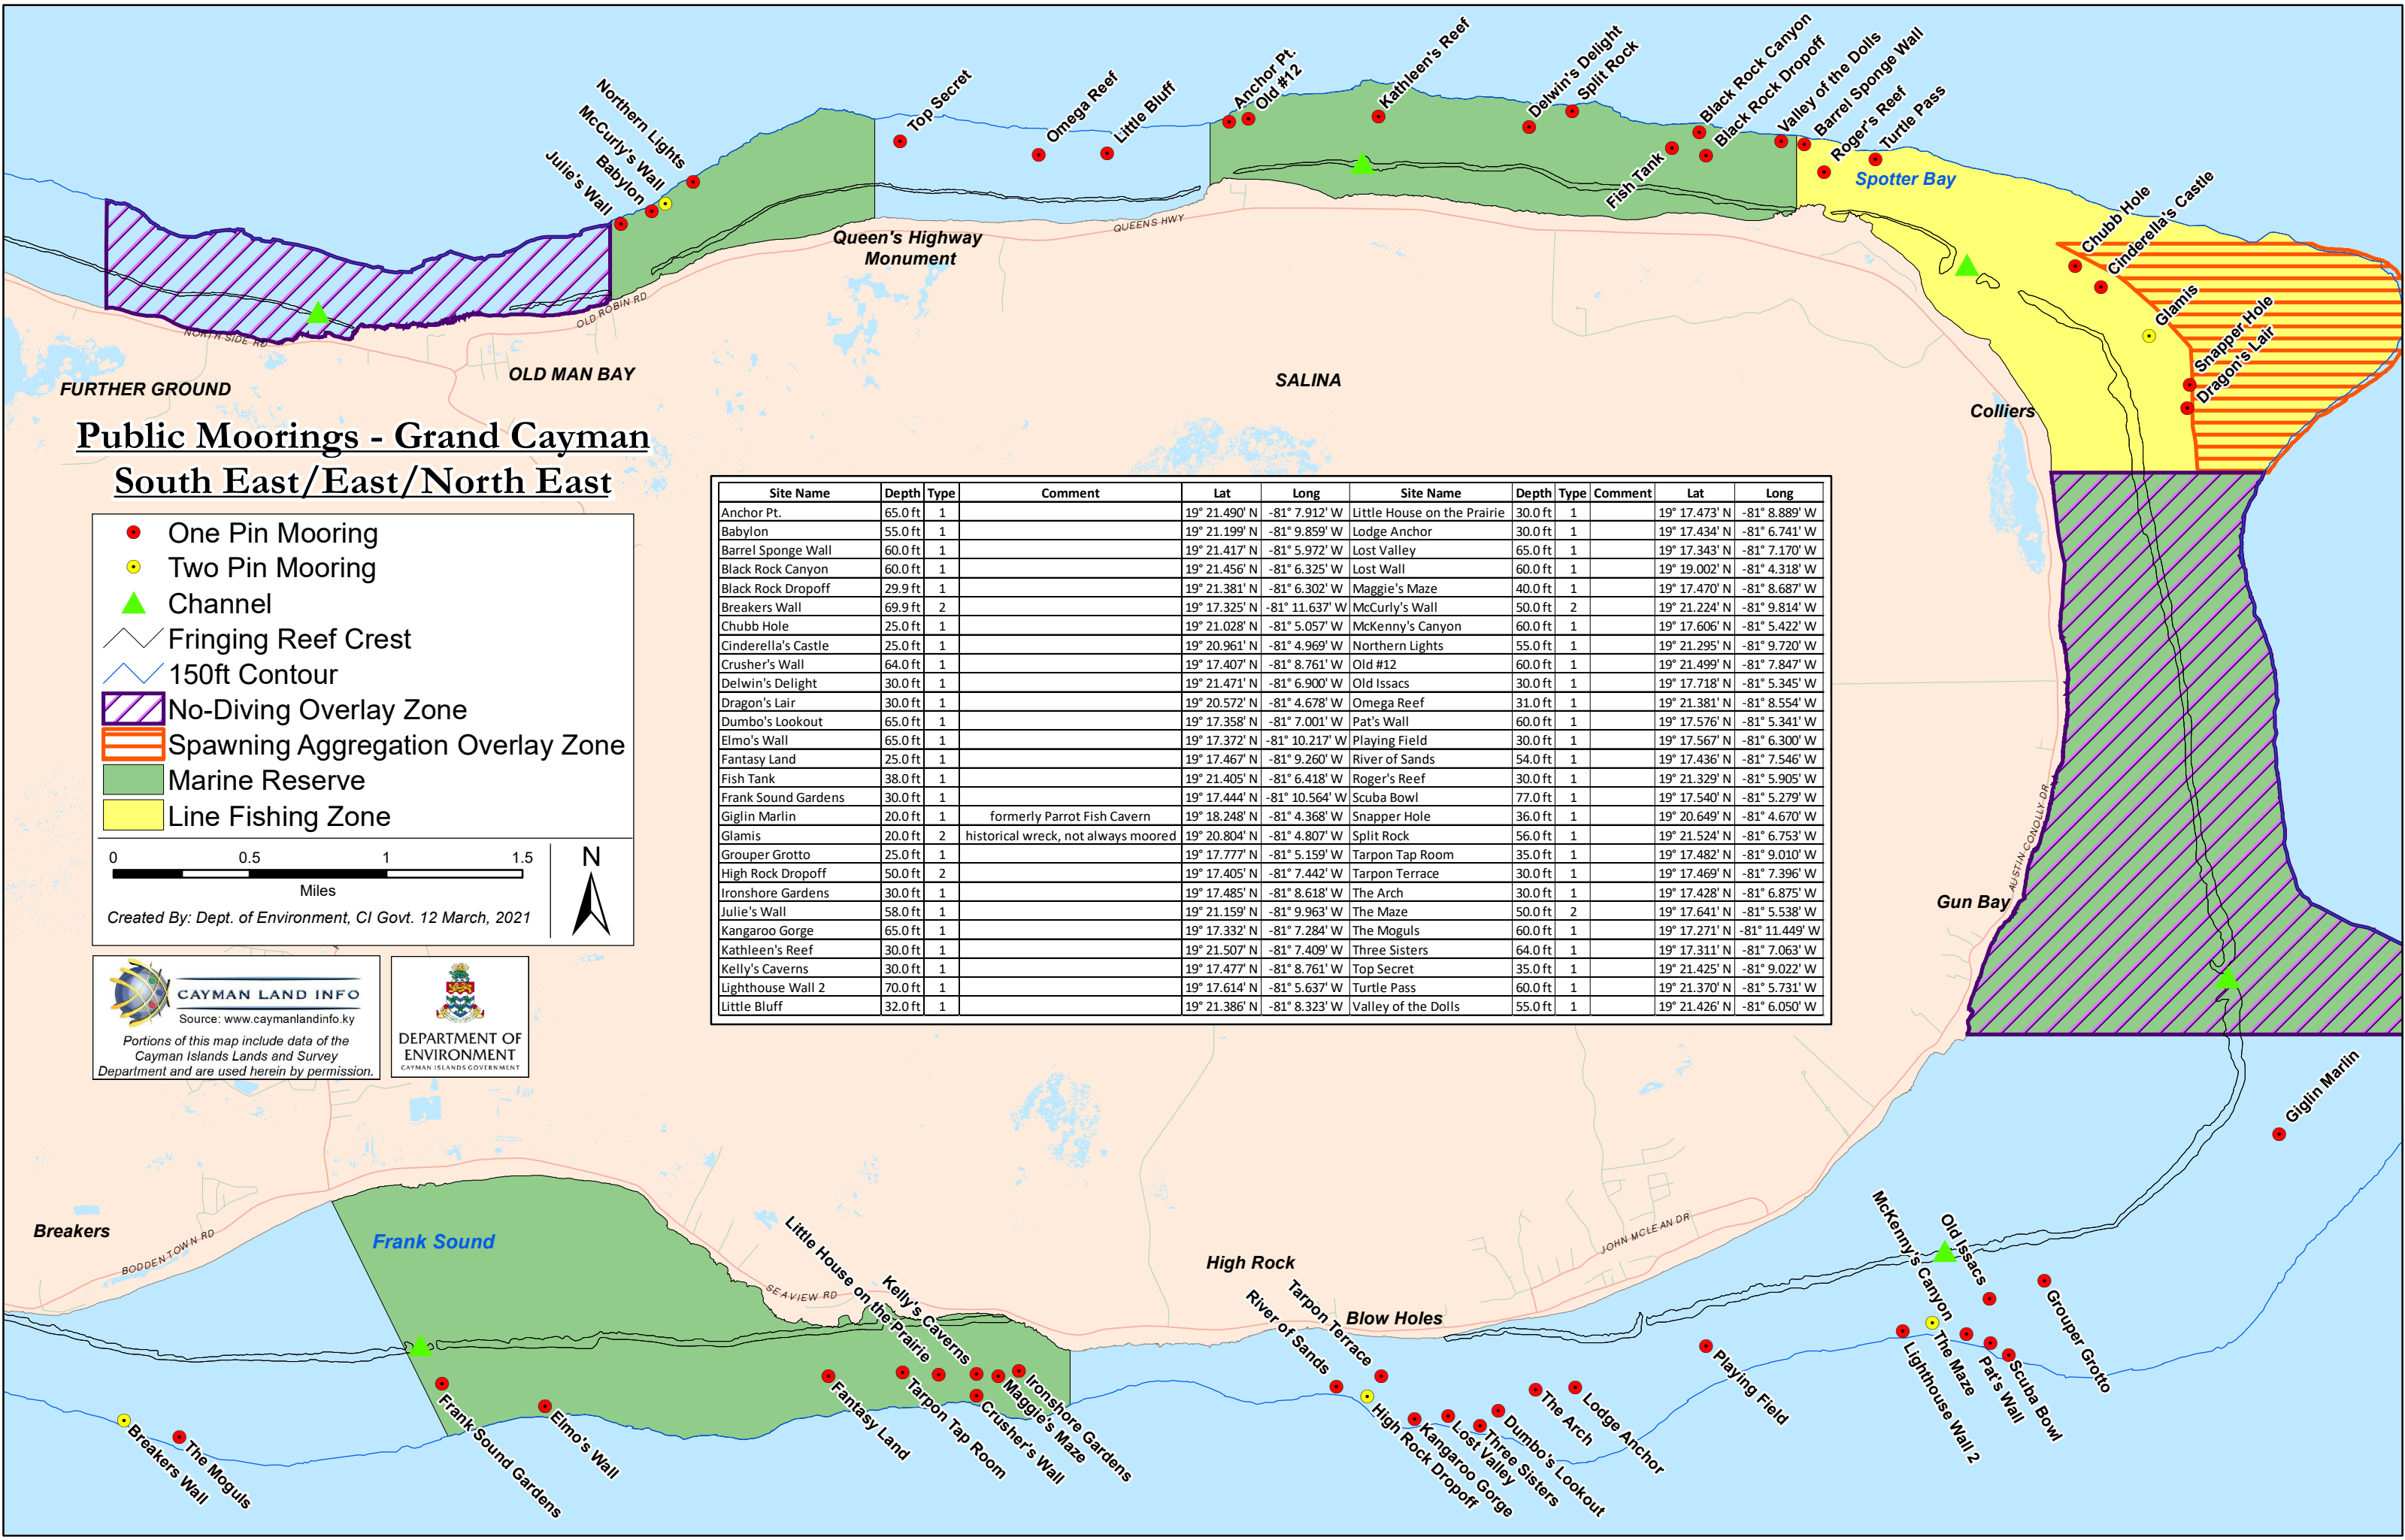 Northern Lights
McCurly's Wall
Babylon
Julie's Wall
Top Secret
Omega Reef
Little Bluff
Anchor Pt.
Old #12
Kathleen's Reef
Delwin's Delight
Split Rock
Black Rock Canyon
Black Rock Dropoff
Valley of the Dolls
Barrel Sponge Wall
Roger's Reef
Turtle Pass
Fish Tank
Spotter Bay
Chubb Hole
Cinderella's Castle
Glamis
Snapper Hole
Dragon's Lair
Queen's Highway
Monument
QUEENS HWY
OLD ROBIN RD
NORTH SIDE RD
FURTHER GROUND
OLD MAN BAY
SALINA
Colliers
Public Moorings - Grand Cayman
South East/East/North East
One Pin Mooring
Two Pin Mooring
Channel
Fringing Reef Crest
150ft Contour
No-Diving Overlay Zone
Spawning Aggregation Overlay Zone
Marine Reserve
Line Fishing Zone
0 0.5 1 1.5
Miles
N
Created By: Dept. of Environment, CI Govt. 12 March, 2021
CAYMAN LAND INFO
Source: www.caymanlandinfo.ky
Portions of this map include data of the
Cayman Islands Lands and Survey
Department and are used herein by permission.
DEPARTMENT OF
ENVIRONMENT
CAYMAN ISLANDS GOVERNMENT
Site Name Depth Type Comment Lat Long Site Name Depth Type Comment Lat Long
Anchor Pt. 65.0 ft 1 19° 21.490' N -81° 7.912' W Little House on the Prairie 30.0 ft 1 19° 17.473' N -81° 8.889' W
Babylon 55.0 ft 1 19° 21.199' N -81° 9.859' W Lodge Anchor 30.0 ft 1 19° 17.434' N -81° 6.741' W
Barrel Sponge Wall 60.0 ft 1 19° 21.417' N -81° 5.972' W Lost Valley 65.0 ft 1 19° 17.343' N -81° 7.170' W
Black Rock Canyon 60.0 ft 1 19° 21.456' N -81° 6.325' W Lost Wall 60.0 ft 1 19° 19.002' N -81° 4.318' W
Black Rock Dropoff 29.9 ft 1 19° 21.381' N -81° 6.302' W Maggie's Maze 40.0 ft 1 19° 17.470' N -81° 8.687' W
Breakers Wall 69.9 ft 2 19° 17.325' N -81° 11.637' W McCurly's Wall 50.0 ft 2 19° 21.224' N -81° 9.814' W
Chubb Hole 25.0 ft 1 19° 21.028' N -81° 5.057' W McKenny's Canyon 60.0 ft 1 19° 17.606' N -81° 5.422' W
Cinderella's Castle 25.0 ft 1 19° 20.961' N -81° 4.969' W Northern Lights 55.0 ft 1 19° 21.295' N -81° 9.720' W
Crusher's Wall 64.0 ft 1 19° 17.407' N -81° 8.761' W Old #12 60.0 ft 1 19° 21.499' N -81° 7.847' W
Delwin's Delight 30.0 ft 1 19° 21.471' N -81° 6.900' W Old Issacs 30.0 ft 1 19° 17.718' N -81° 5.345' W
Dragon's Lair 30.0 ft 1 19° 20.572' N -81° 4.678' W Omega Reef 31.0 ft 1 19° 21.381' N -81° 8.554' W
Dumbo's Lookout 65.0 ft 1 19° 17.358' N -81° 7.001' W Pat's Wall 60.0 ft 1 19° 17.576' N -81° 5.341' W
Elmo's Wall 65.0 ft 1 19° 17.372' N -81° 10.217' W Playing Field 30.0 ft 1 19° 17.567' N -81° 6.300' W
Fantasy Land 25.0 ft 1 19° 17.467' N -81° 9.260' W River of Sands 54.0 ft 1 19° 17.436' N -81° 7.546' W
Fish Tank 38.0 ft 1 19° 21.405' N -81° 6.418' W Roger's Reef 30.0 ft 1 19° 21.329' N -81° 5.905' W
Frank Sound Gardens 30.0 ft 1 19° 17.444' N -81° 10.564' W Scuba Bowl 77.0 ft 1 19° 17.540' N -81° 5.279' W
Giglin Marlin 20.0 ft 1 formerly Parrot Fish Cavern 19° 18.248' N -81° 4.368' W Snapper Hole 36.0 ft 1 19° 20.649' N -81° 4.670' W
Glamis 20.0 ft 2 historical wreck, not always moored 19° 20.804' N -81° 4.807' W Split Rock 56.0 ft 1 19° 21.524' N -81° 6.753' W
Grouper Grotto 25.0 ft 1 19° 17.777' N -81° 5.159' W Tarpon Tap Room 35.0 ft 1 19° 17.482' N -81° 9.010' W
High Rock Dropoff 50.0 ft 2 19° 17.405' N -81° 7.442' W Tarpon Terrace 30.0 ft 1 19° 17.469' N -81° 7.396' W
Ironshore Gardens 30.0 ft 1 19° 17.485' N -81° 8.618' W The Arch 30.0 ft 1 19° 17.428' N -81° 6.875' W
Julie's Wall 58.0 ft 1 19° 21.159' N -81° 9.963' W The Maze 50.0 ft 2 19° 17.641' N -81° 5.538' W
Kangaroo Gorge 65.0 ft 1 19° 17.332' N -81° 7.284' W The Moguls 60.0 ft 1 19° 17.271' N -81° 11.449' W
Kathleen's Reef 30.0 ft 1 19° 21.507' N -81° 7.409' W Three Sisters 64.0 ft 1 19° 17.311' N -81° 7.063' W
Kelly's Caverns 30.0 ft 1 19° 17.477' N -81° 8.761' W Top Secret 35.0 ft 1 19° 21.425' N -81° 9.022' W
Lighthouse Wall 2 70.0 ft 1 19° 17.614' N -81° 5.637' W Turtle Pass 60.0 ft 1 19° 21.370' N -81° 5.731' W
Little Bluff 32.0 ft 1 19° 21.386' N -81° 8.323' W Valley of the Dolls 55.0 ft 1 19° 21.426' N -81° 6.050' W
AUSTIN CONOLLY DR
Gun Bay
Giglin Marlin
Breakers
BODDEN TOWN RD
Frank Sound
SEAVIEW RD
High Rock
Blow Holes
JOHN MCLEAN DR
Little House on the Prairie
Kelly's Caverns
River of Sands
Tarpon Terrace
McKenny's Canyon
Old Issacs
Grouper Grotto
Breakers Wall
The Moguls
Frank Sound Gardens
Elmo's Wall
Fantasy Land
Tarpon Tap Room
Crusher's Wall
Maggie's Maze
Ironshore Gardens
High Rock Dropoff
Kangaroo Gorge
Lost Valley
Three Sisters
Dumbo's Lookout
The Arch
Lodge Anchor
Playing Field
Lighthouse Wall 2
The Maze
Pat's Wall
Scuba Bowl